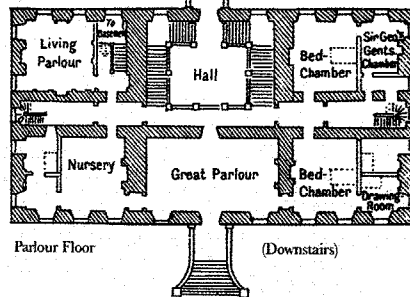 To
Basement
Living
Parlour
Hall
Bed-
Chamber
Sir Geo's
Gents.
Chamber
Nursery
Great Parlour
Bed-
Chamber
Drawing
Room
Parlour Floor
(Downstairs)